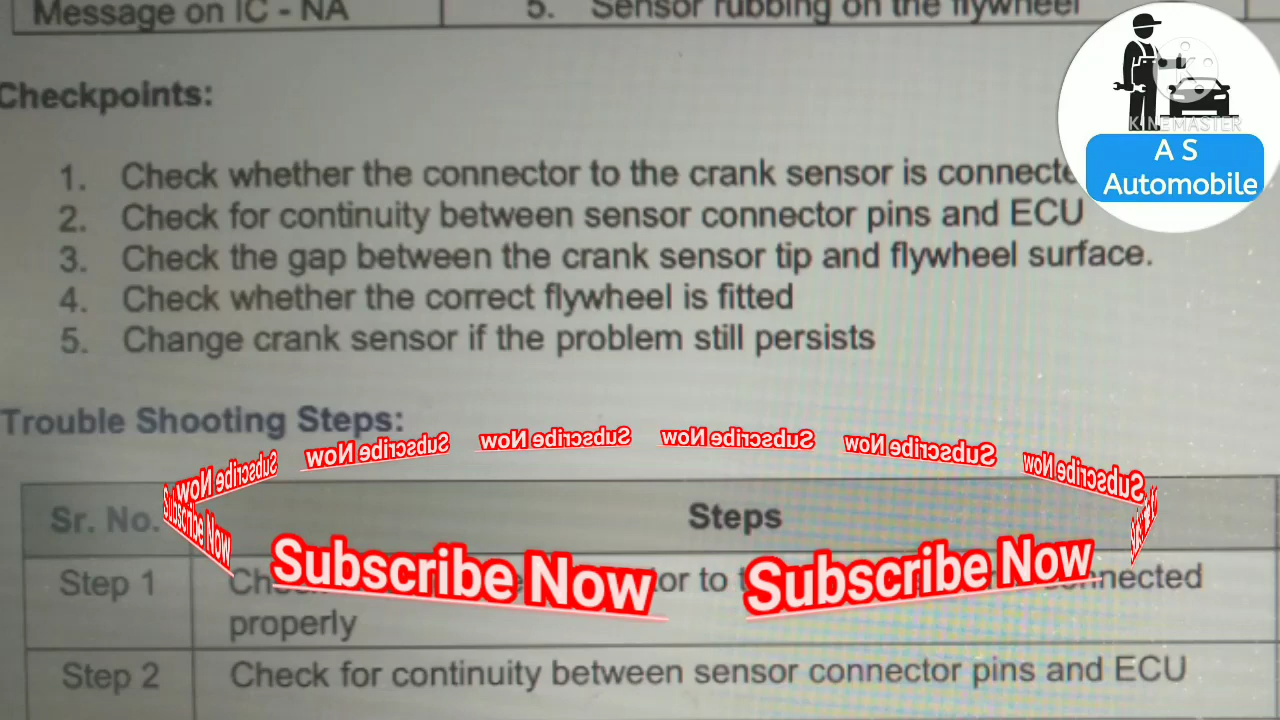 Message on IC - NA
5. Sensor rubbing on the flywheel
Checkpoints:
1. Check whether the connector to the crank sensor is
2. Check for continuity between sensor connector pins and ECU
3. Check the gap between the crank sensor tip and flywheel surface.
4. Check whether the correct flywheel is fitted
5. Change crank sensor if the problem still persists
KINEMASTER
A S
Automobile
Trouble Shooting Steps:
Subscribe Now Subscribe Now Subscribe Now Subscribe Now Subscribe Now Subscribe Now
Sr. No. Steps
Subscribe Now
Subscribe Now Subscribe Now
Step 1 to
properly
Step 2 Check for continuity between sensor connector pins and ECU